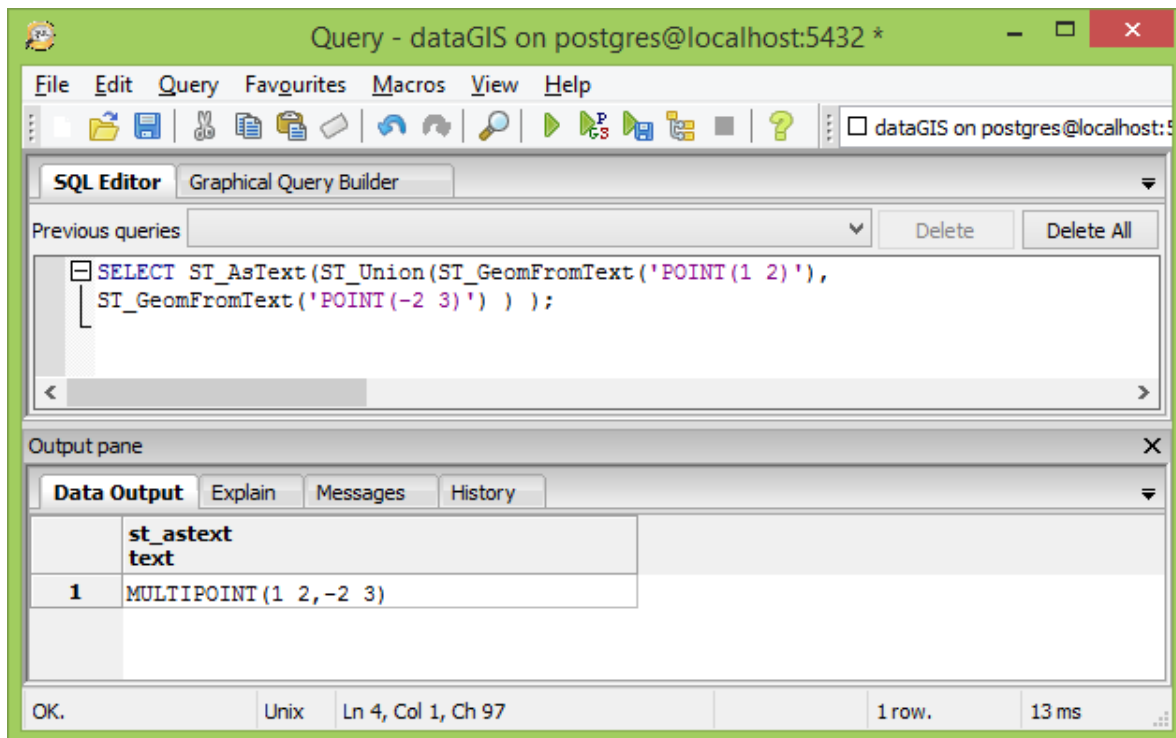 Query - dataGIS on postgres@localhost:5432 *
File Edit Query Favourites Macros View Help
dataGIS on postgres@localhost:5
SQL Editor Graphical Query Builder
Previous queries Delete Delete All
SELECT ST_AsText(ST_Union(ST_GeomFromText('POINT(1 2)'),
ST_GeomFromText('POINT(-2 3)') ) );
Output pane
Data Output Explain Messages History
st_astext
text
1 MULTIPOINT(1 2,-2 3)
OK. Unix Ln 4, Col 1, Ch 97 1 row. 13 ms